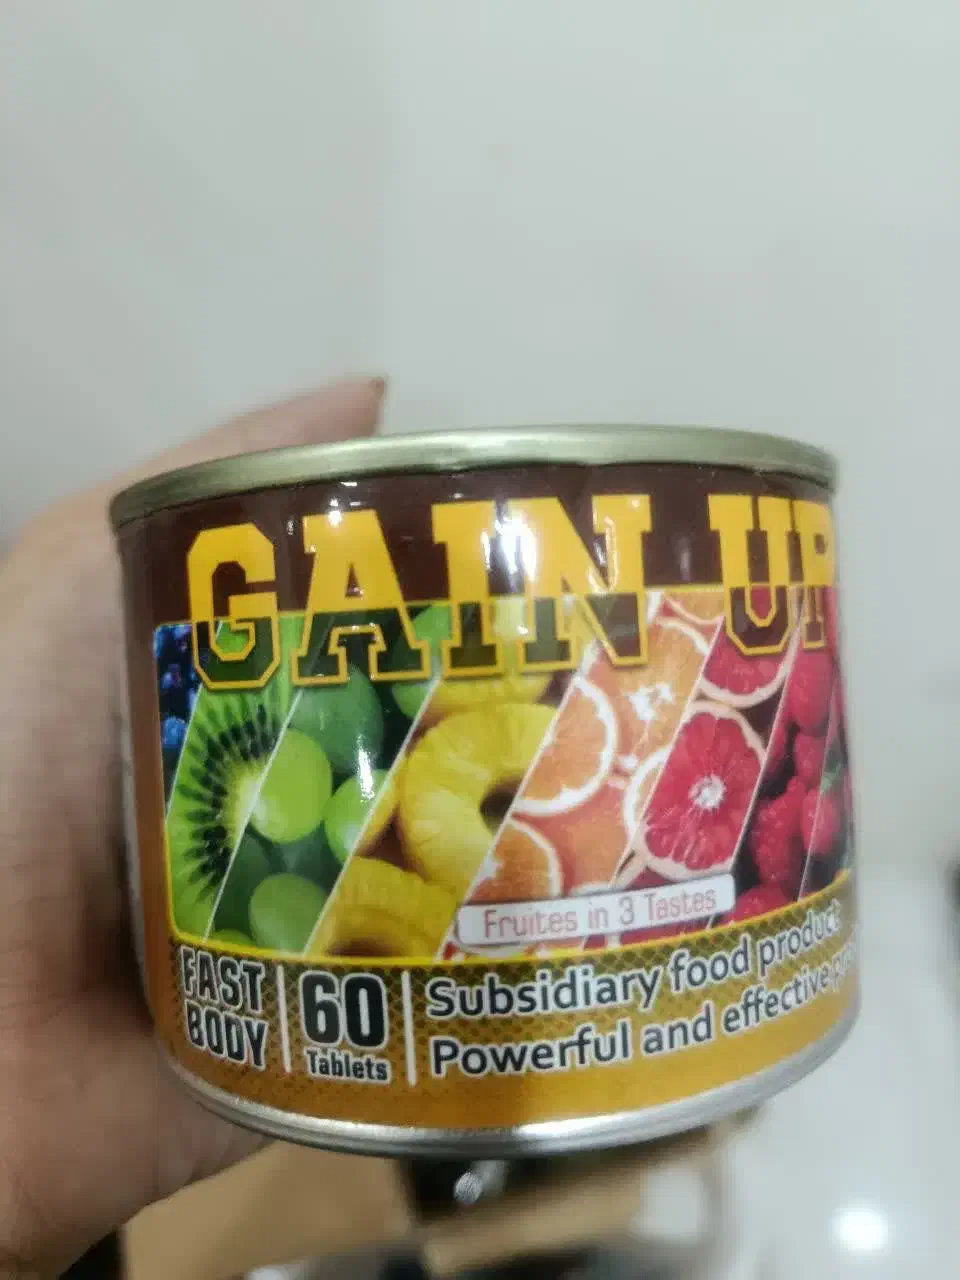 GAIN UP
Fruites in 3 Tastes
FAST
BODY
60
Tablets
Subsidiary food product
Powerful and effective